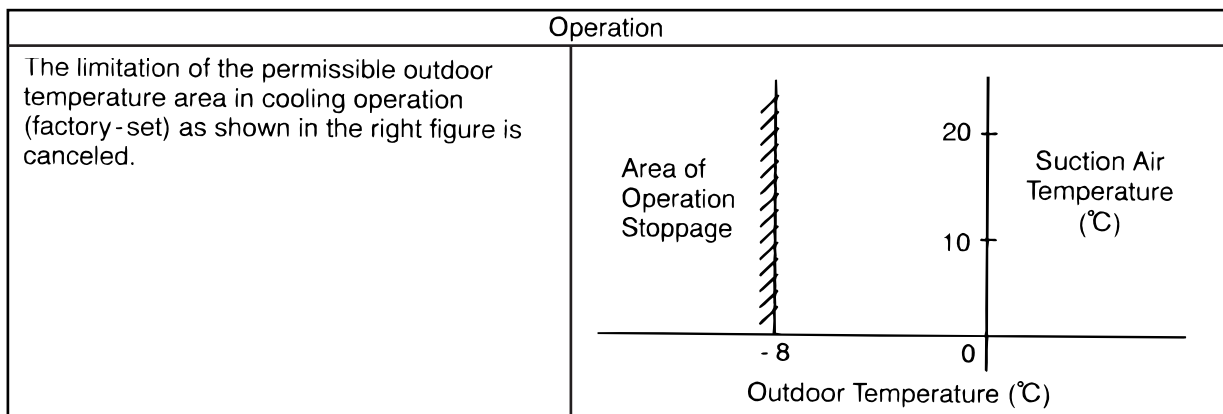 Operation
The limitation of the permissible outdoor
temperature area in cooling operation
(factory-set) as shown in the right figure is
canceled.
Area of
Operation
Stoppage
20
10
Suction Air
Temperature
(℃)
- 8
0
Outdoor Temperature (℃)